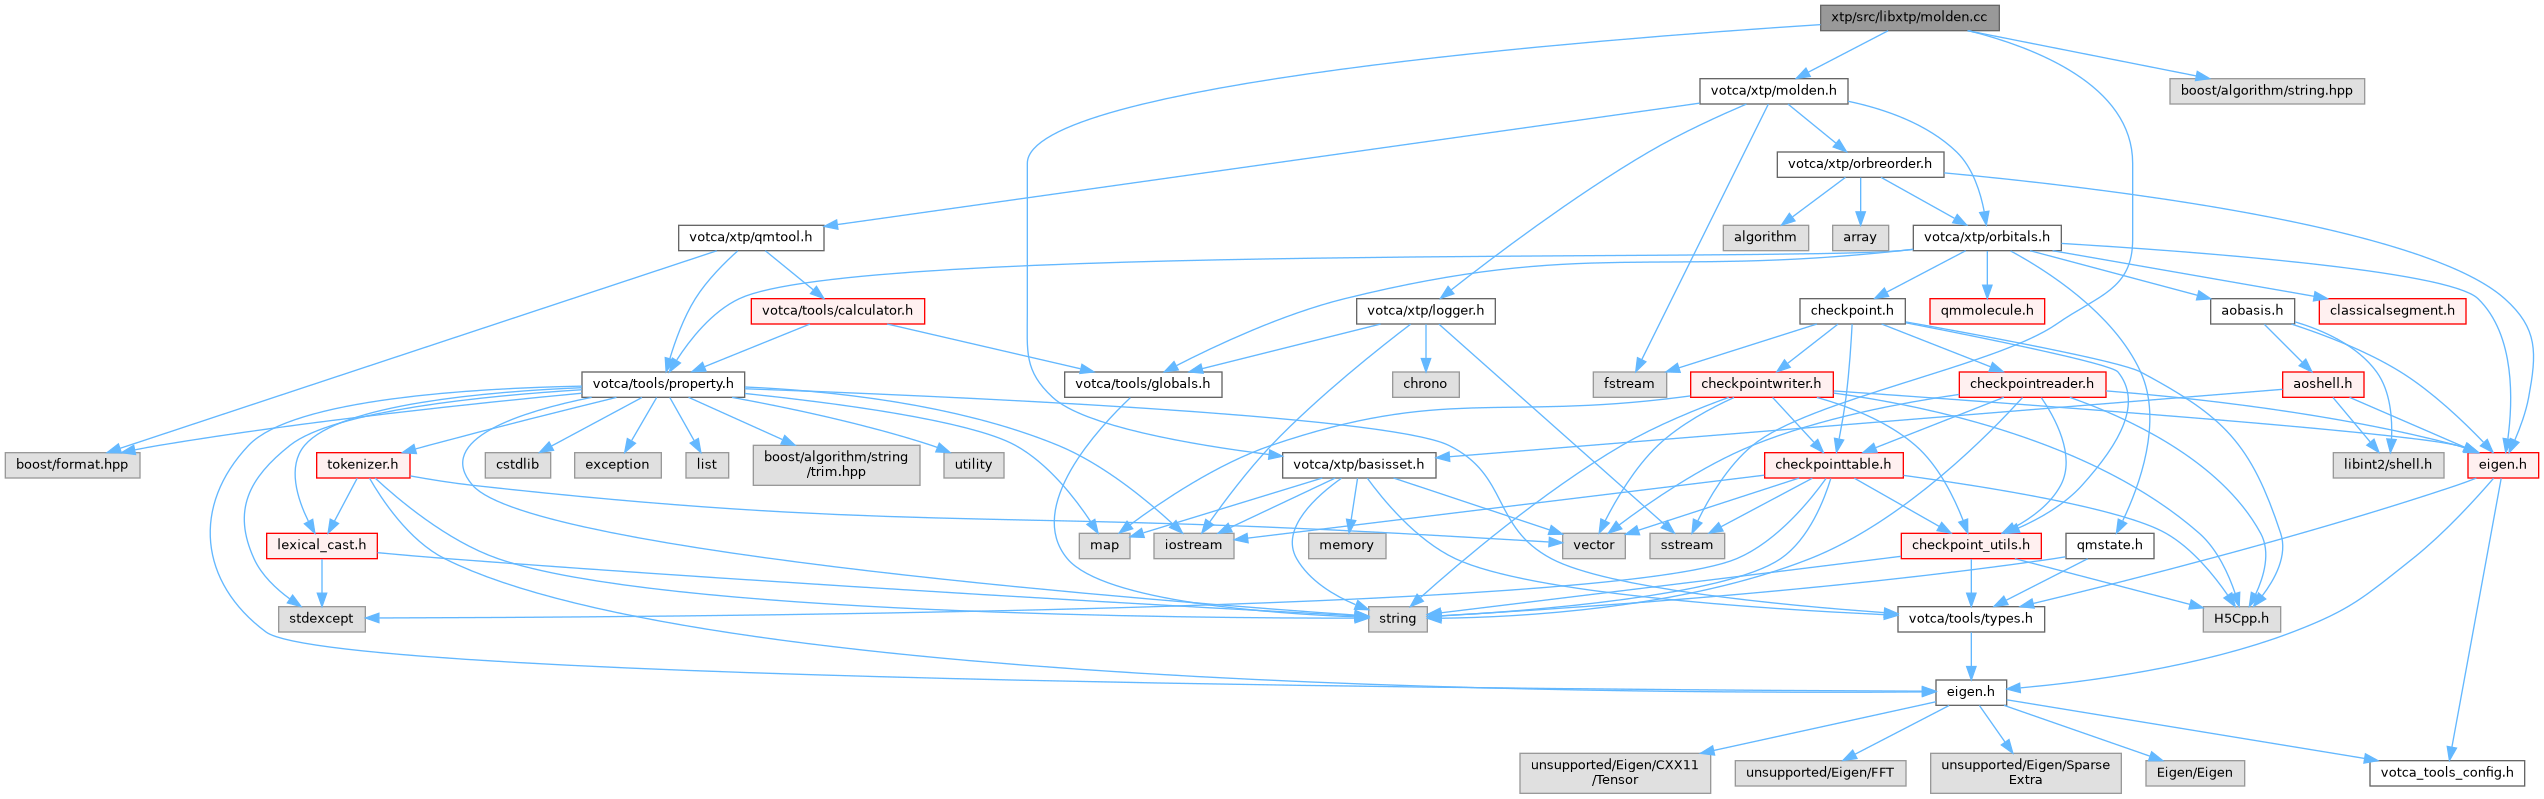 xtp/src/libxtp/molden.cc
votca/xtp/molden.h
boost/algorithm/string.hpp
votca/xtp/orbreorder.h
votca/xtp/qmtool.h
algorithm
array
votca/xtp/orbitals.h
votca/tools/calculator.h
votca/xtp/logger.h
checkpoint.h
qmmolecule.h
aobasis.h
classicalsegment.h
votca/tools/property.h
votca/tools/globals.h
chrono
fstream
checkpointwriter.h
checkpointreader.h
aoshell.h
boost/format.hpp
tokenizer.h
cstdlib
exception
list
boost/algorithm/string
/trim.hpp
utility
votca/xtp/basisset.h
checkpointtable.h
libint2/shell.h
eigen.h
lexical_cast.h
map
iostream
memory
vector
sstream
checkpoint_utils.h
qmstate.h
stdexcept
string
votca/tools/types.h
H5Cpp.h
eigen.h
unsupported/Eigen/CXX11
/Tensor
unsupported/Eigen/FFT
unsupported/Eigen/Sparse
Extra
Eigen/Eigen
votca_tools_config.h